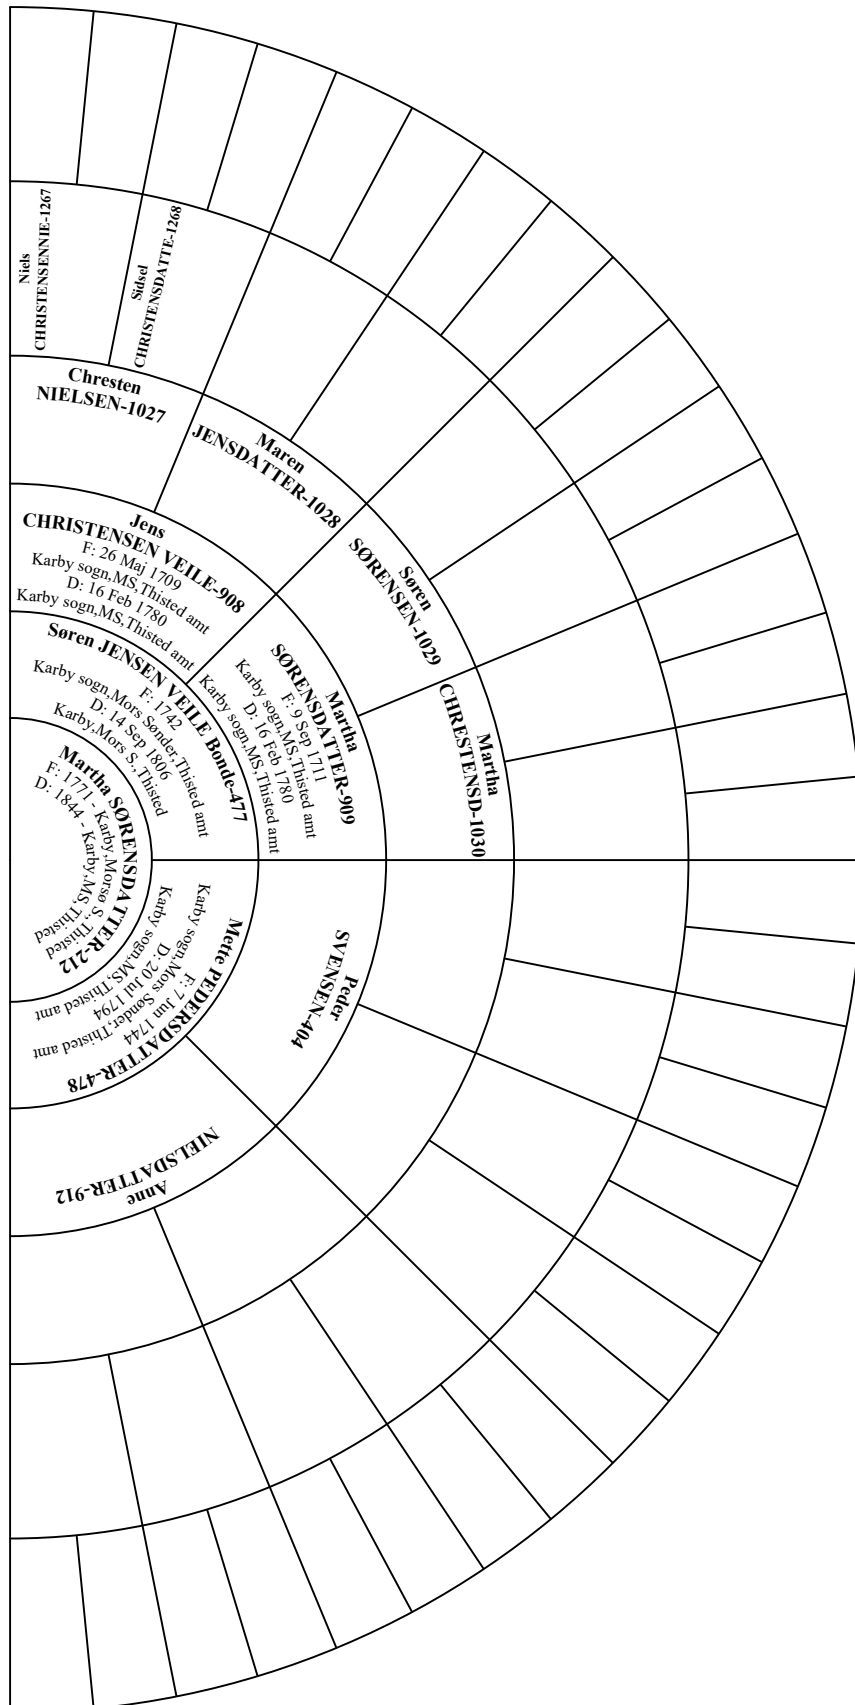 Niels
CHRISTENSENNIE-1267
Sidsel
CHRISTENSDATTE-1268
Chresten
NIELSEN-1027
Maren
JENSDATTER-1028
Søren
SØRENSEN-1029
Martha
CHRESTENSD-1030
Jens
CHRISTENSEN VEILE-908
F: 26 Maj 1709
Karby sogn,MS,Thisted amt
D: 16 Feb 1780
Karby sogn,MS,Thisted amt
Martha
SØRENSDATTER-909
F: 9 Sep 1711
Karby sogn,MS,Thisted amt
D: 16 Feb 1780
Karby sogn,MS,Thisted amt
Søren JENSEN VEILE Bonde-477
F: 1742
Karby sogn,Mors Sønder,Thisted amt
D: 14 Sep 1806
Karby,Mors S.,Thisted
Martha SØRENSDATTER-212
F: 1771 - Karby,Morsø S.,Thisted
D: 1844 - Karby,MS,Thisted
Mette PEDERSDATTER-478
F: 7 Jun 1744
Karby sogn,Mors Sønder,Thisted amt
D: 20 Jul 1794
Karby sogn,MS,Thisted amt
Peder
SVENSEN-404
Anne
NIELSDATTER-912